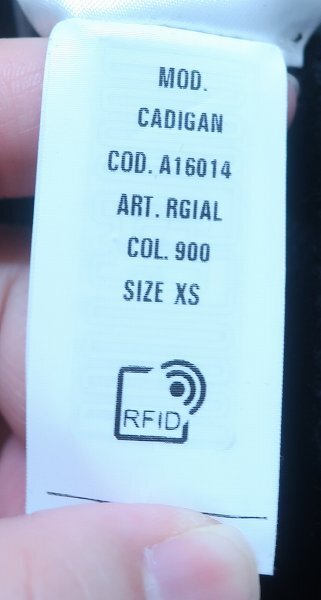 MOD.
CADIGAN
COD. A16014
ART. RGIAL
COL. 900
SIZE XS
RFID